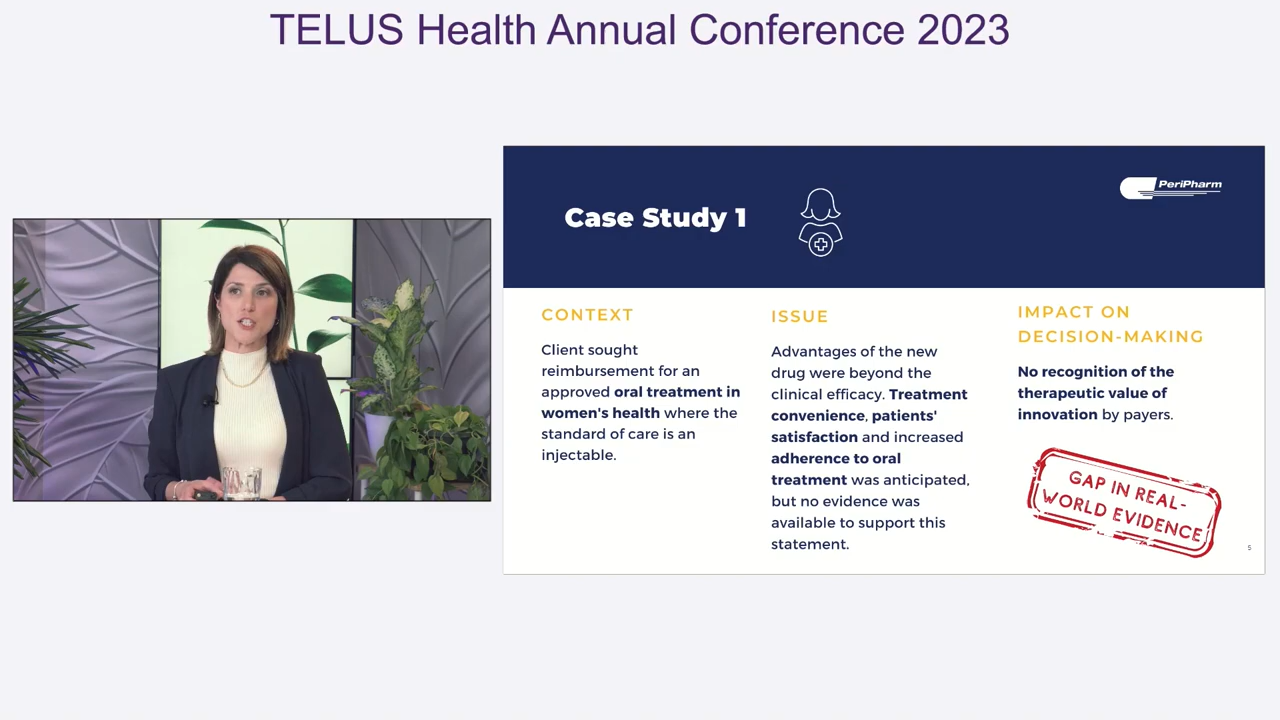 TELUS Health Annual Conference 2023
Case Study 1
PeriPharm
CONTEXT
Client sought
reimbursement for an
approved oral treatment in
women's health where the
standard of care is an
injectable.
ISSUE
Advantages of the new
drug were beyond the
clinical efficacy. Treatment
convenience, patients'
satisfaction and increased
adherence to oral
treatment was anticipated,
but no evidence was
available to support this
statement.
IMPACT ON
DECISION-MAKING
No recognition of the
therapeutic value of
innovation by payers.
GAP IN REAL-
WORLD EVIDENCE
5